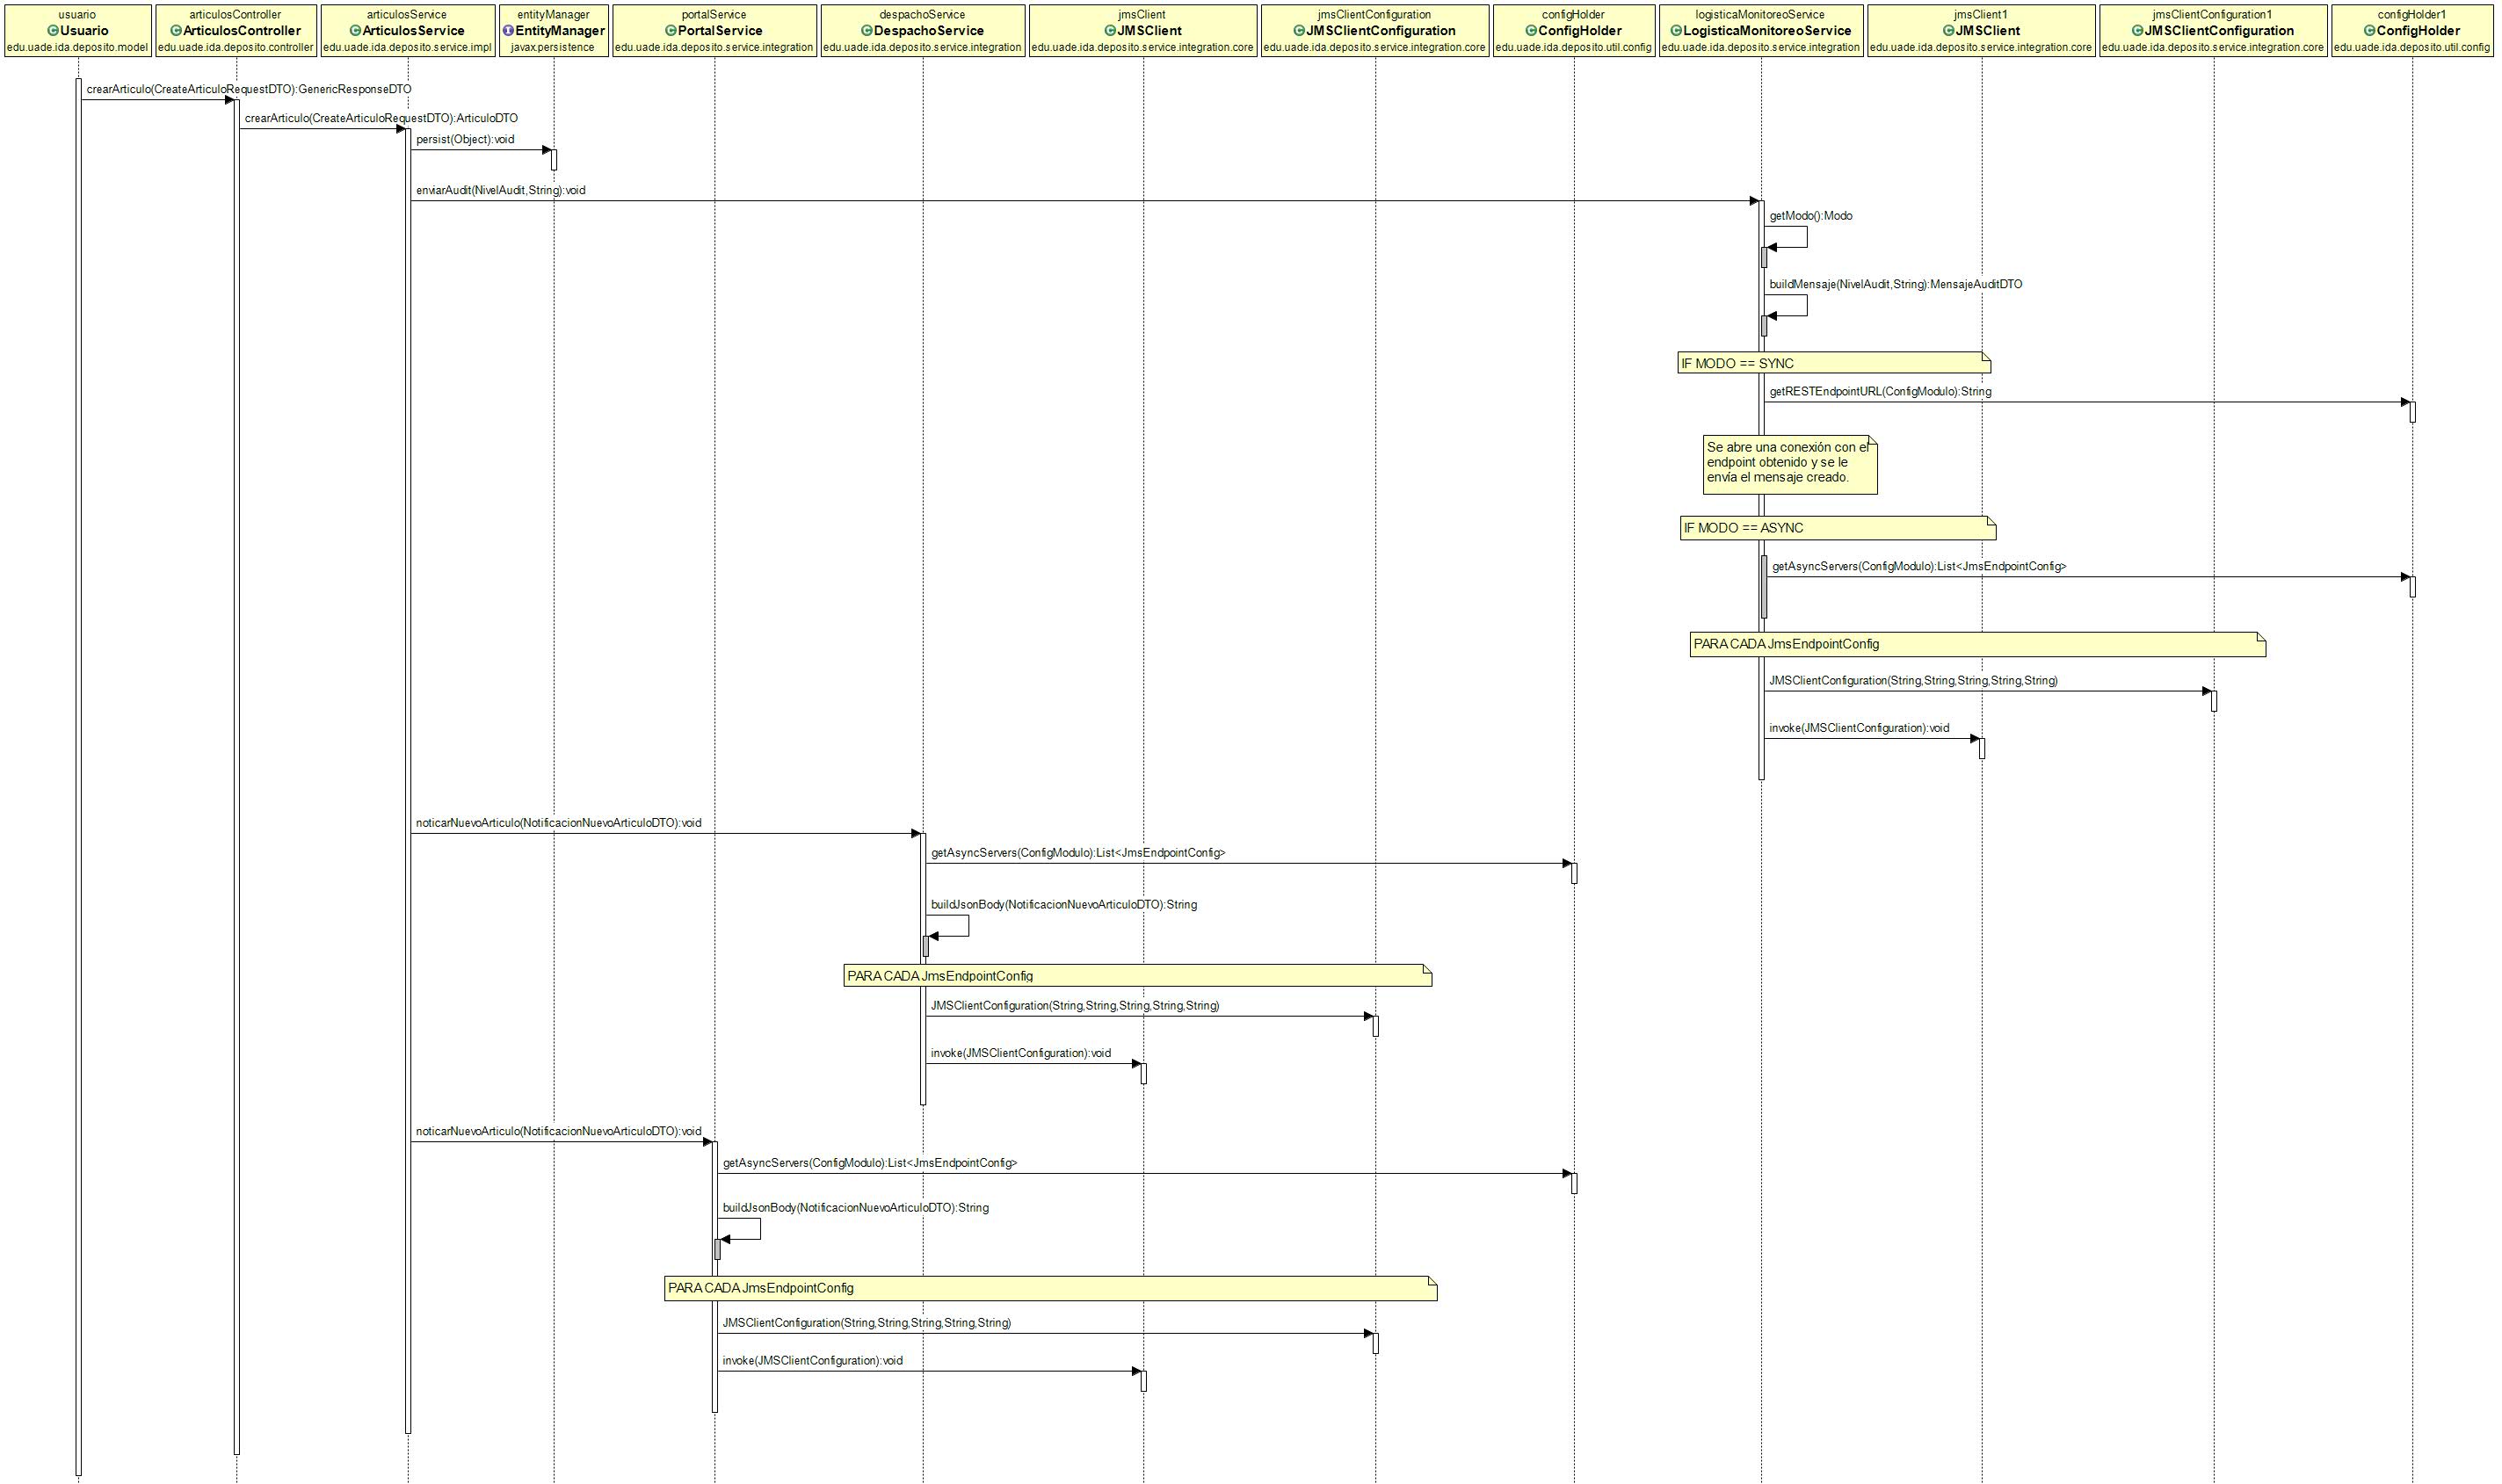 usuario
Usuario
edu.uade.ida.deposito.model
articulosController
ArticulosController
edu.uade.ida.deposito.controller
articulosService
ArticulosService
edu.uade.ida.deposito.service.impl
entityManager
EntityManager
javax.persistence
portalService
PortalService
edu.uade.ida.deposito.service.integration
despachoService
DespachoService
edu.uade.ida.deposito.service.integration
jmsClient
JMSClient
edu.uade.ida.deposito.service.integration.core
jmsClientConfiguration
JMSClientConfiguration
edu.uade.ida.deposito.service.integration.core
configHolder
ConfigHolder
edu.uade.ida.deposito.util.config
logisticaMonitoreoService
LogisticaMonitoreoService
edu.uade.ida.deposito.service.integration
jmsClient1
JMSClient
edu.uade.ida.deposito.service.integration.core
jmsClientConfiguration1
JMSClientConfiguration
edu.uade.ida.deposito.service.integration.core
configHolder1
ConfigHolder
edu.uade.ida.deposito.util.config
crearArticulo(CreateArticuloRequestDTO):GenericResponseDTO
crearArticulo(CreateArticuloRequestDTO):ArticuloDTO
persist(Object):void
enviarAudit(NivelAudit,String):void
getModo():Modo
buildMensaje(NivelAudit,String):MensajeAuditDTO
IF MODO == SYNC
getRESTEndpointURL(ConfigModulo):String
Se abre una conexión con el
endpoint obtenido y se le
envía el mensaje creado.
IF MODO == ASYNC
getAsyncServers(ConfigModulo):List<JmsEndpointConfig>
PARA CADA JmsEndpointConfig
JMSClientConfiguration(String,String,String,String,String)
invoke(JMSClientConfiguration):void
noticarNuevoArticulo(NotificacionNuevoArticuloDTO):void
getAsyncServers(ConfigModulo):List<JmsEndpointConfig>
buildJsonBody(NotificacionNuevoArticuloDTO):String
PARA CADA JmsEndpointConfig
JMSClientConfiguration(String,String,String,String,String)
invoke(JMSClientConfiguration):void
noticarNuevoArticulo(NotificacionNuevoArticuloDTO):void
getAsyncServers(ConfigModulo):List<JmsEndpointConfig>
buildJsonBody(NotificacionNuevoArticuloDTO):String
PARA CADA JmsEndpointConfig
JMSClientConfiguration(String,String,String,String,String)
invoke(JMSClientConfiguration):void